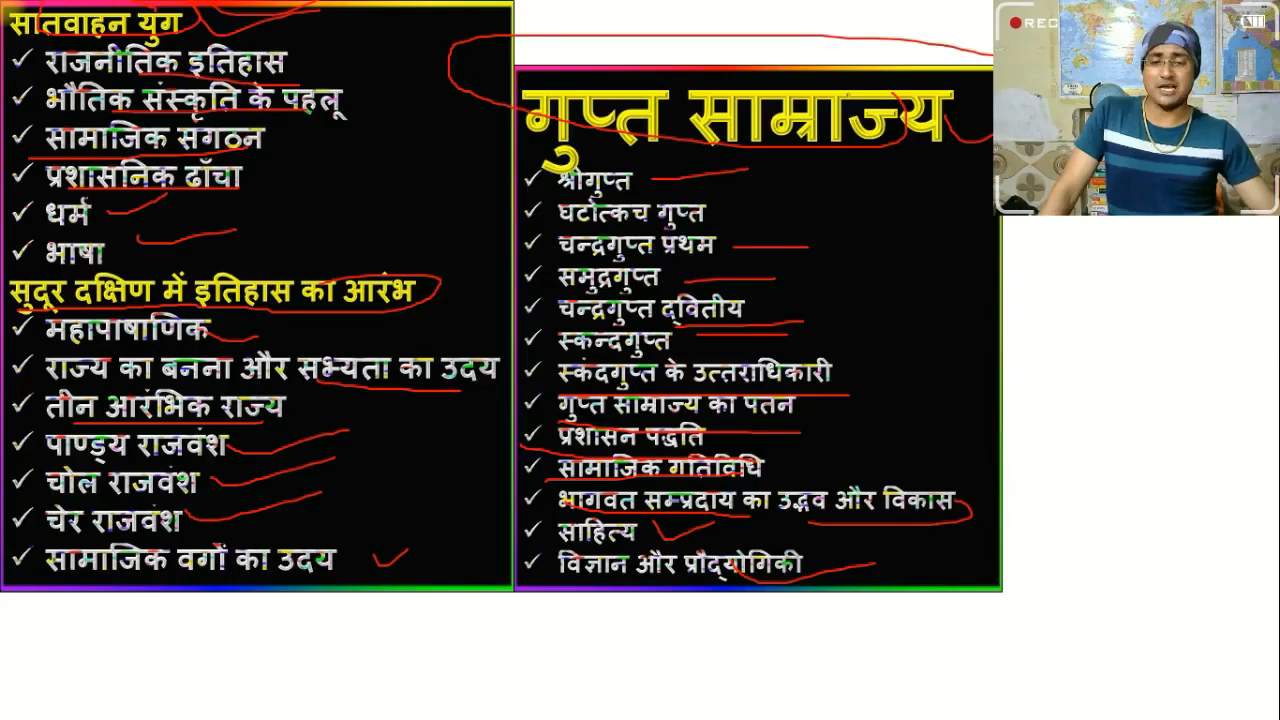 सातवाहन युग
राजनीतिक इतिहास
भौतिक संस्कृति के पहलू
सामाजिक संगठन
प्रशासनिक ढाँचा
धर्म
भाषा
सुदूर दक्षिण में इतिहास का आरंभ
महापाषाणिक
राज्य का बनना और सभ्यता का उदय
तीन आरंभिक राज्य
पाण्ड्य राजवंश
चोल राजवंश
चेर राजवंश
सामाजिक वर्गों का उदय
गुप्त साम्राज्य
श्रीगुप्त
घटोत्कच गुप्त
चन्द्रगुप्त प्रथम
समुद्रगुप्त
चन्द्रगुप्त द्वितीय
स्कन्दगुप्त
स्कंदगुप्त के उत्तराधिकारी
गुप्त साम्राज्य का पतन
प्रशासन पद्धति
सामाजिक गतिविधि
भागवत सम्प्रदाय का उद्भव और विकास
साहित्य
विज्ञान और प्रौद्योगिकी
REC